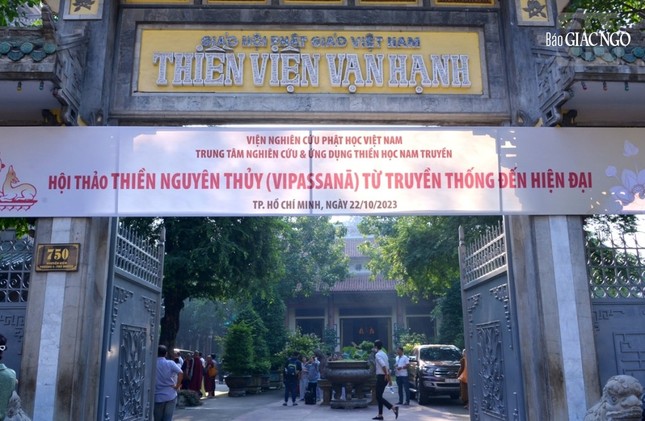 Báo GIÁC NGỘ
GIÁO HỘI PHẬT GIÁO VIỆT NAM
THIỀN VIỆN VẠN HẠNH
VIỆN NGHIÊN CỨU PHẬT HỌC VIỆT NAM
TRUNG TÂM NGHIÊN CỨU & ỨNG DỤNG THIỀN HỌC NAM TRUYỀN
HỘI THẢO THIỀN NGUYÊN THỦY (VIPASSANĀ) TỪ TRUYỀN THỐNG ĐẾN HIỆN ĐẠI
TP. HỒ CHÍ MINH, NGÀY 22/10/2023
750